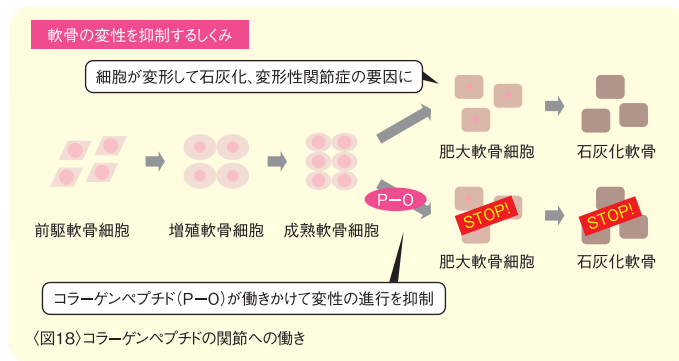 軟骨の変性を抑制するしくみ
細胞が変形して石灰化、変形性関節症の要因に
肥大軟骨細胞
石灰化軟骨
P−O
前駆軟骨細胞
増殖軟骨細胞
成熟軟骨細胞
STOP!
STOP!
肥大軟骨細胞
石灰化軟骨
コラーゲンペプチド(P−O)が働きかけて変性の進行を抑制
〈図18〉コラーゲンペプチドの関節への働き